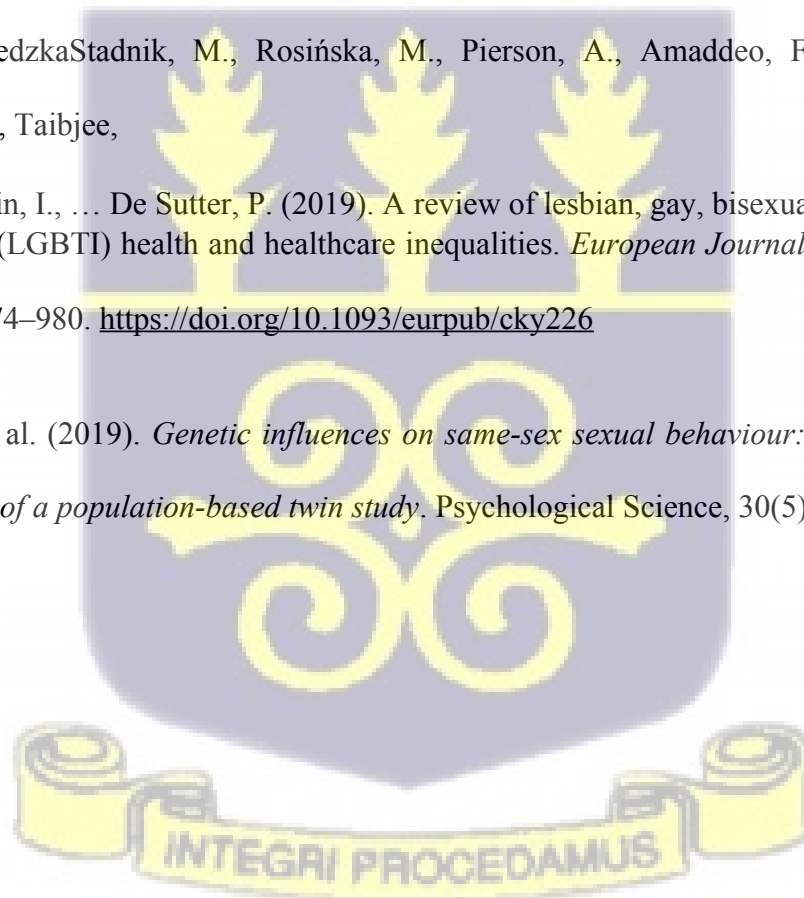 edzkaStadnik, M., Rosińska, M., Pierson, A., Amaddeo, F
, Taibjee,
in, I., … De Sutter, P. (2019). A review of lesbian, gay, bisexua
(LGBTI) health and healthcare inequalities. European Journal
74–980. https://doi.org/10.1093/eurpub/cky226
al. (2019). Genetic influences on same-sex sexual behaviour:
of a population-based twin study. Psychological Science, 30(5)
INTEGRI PROCEDAMUS